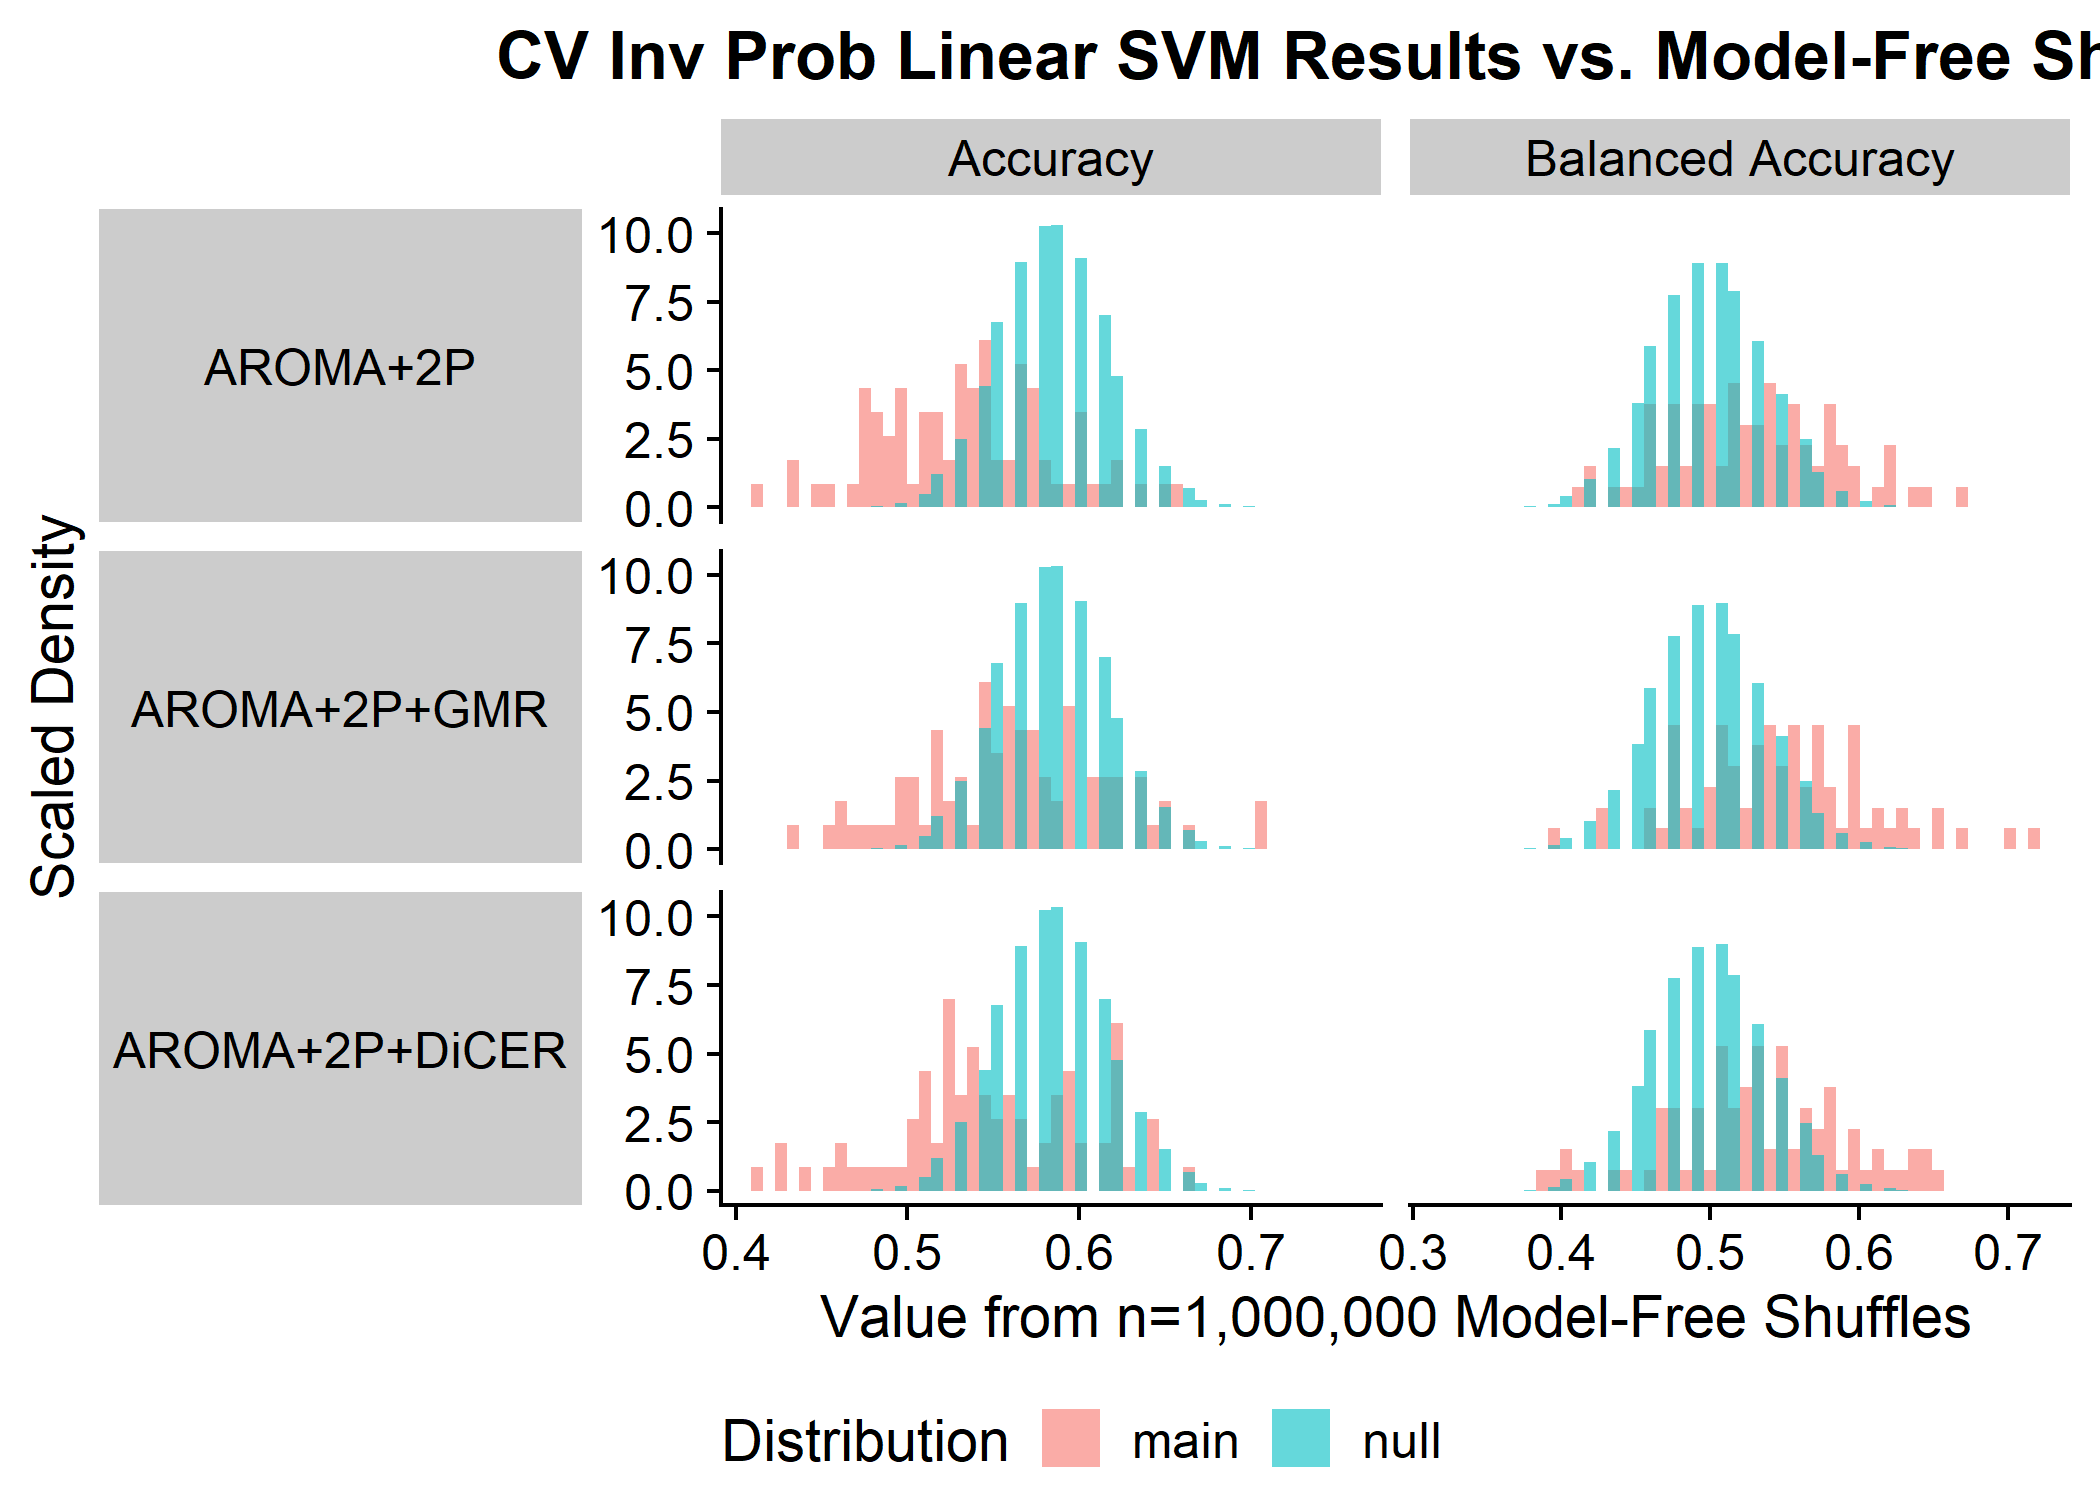 CV Inv Prob Linear SVM Results vs. Model-Free Sh
Accuracy
Balanced Accuracy
AROMA+2P
10.0
7.5
5.0
2.5
0.0
AROMA+2P+GMR
10.0
7.5
5.0
2.5
0.0
AROMA+2P+DiCER
10.0
7.5
5.0
2.5
0.0
Scaled Density
0.4 0.5 0.6 0.7
0.3 0.4 0.5 0.6 0.7
Value from n=1,000,000 Model-Free Shuffles
Distribution main null